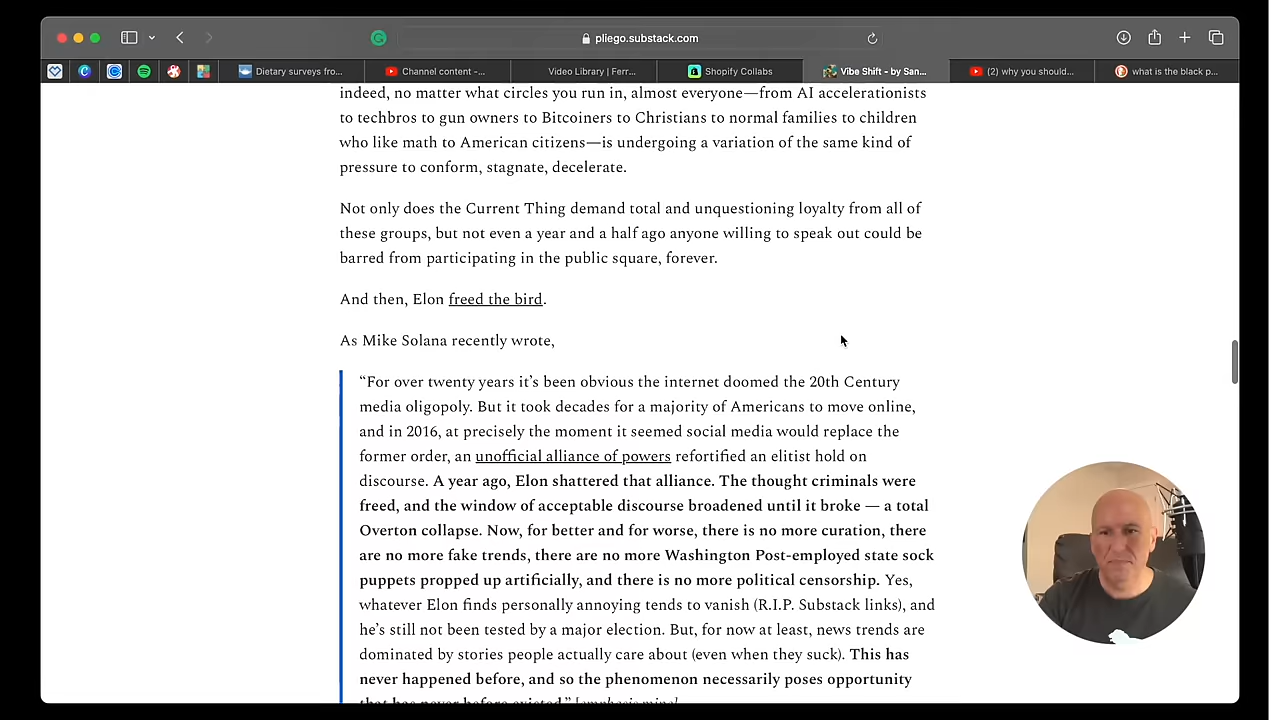 pliego.substack.com
Dietary surveys fro...
Channel content -...
Video Library | Ferr...
Shopify Collabs
Vibe Shift - by San...
(2) why you should...
what is the black p...
indeed, no matter what circles you run in, almost everyone—from AI accelerationists
to techbros to gun owners to Bitcoiners to Christians to normal families to children
who like math to American citizens—is undergoing a variation of the same kind of
pressure to conform, stagnate, decelerate.
Not only does the Current Thing demand total and unquestioning loyalty from all of
these groups, but not even a year and a half ago anyone willing to speak out could be
barred from participating in the public square, forever.
And then, Elon freed the bird.
As Mike Solana recently wrote,
“For over twenty years it’s been obvious the internet doomed the 20th Century
media oligopoly. But it took decades for a majority of Americans to move online,
and in 2016, at precisely the moment it seemed social media would replace the
former order, an unofficial alliance of powers refortified an elitist hold on
discourse. A year ago, Elon shattered that alliance. The thought criminals were
freed, and the window of acceptable discourse broadened until it broke — a total
Overton collapse. Now, for better and for worse, there is no more curation, there
are no more fake trends, there are no more Washington Post-employed state sock
puppets propped up artificially, and there is no more political censorship. Yes,
whatever Elon finds personally annoying tends to vanish (R.I.P. Substack links), and
he’s still not been tested by a major election. But, for now at least, news trends are
dominated by stories people actually care about (even when they suck). This has
never happened before, and so the phenomenon necessarily poses opportunity
that has never before existed.” [emphasis mine]